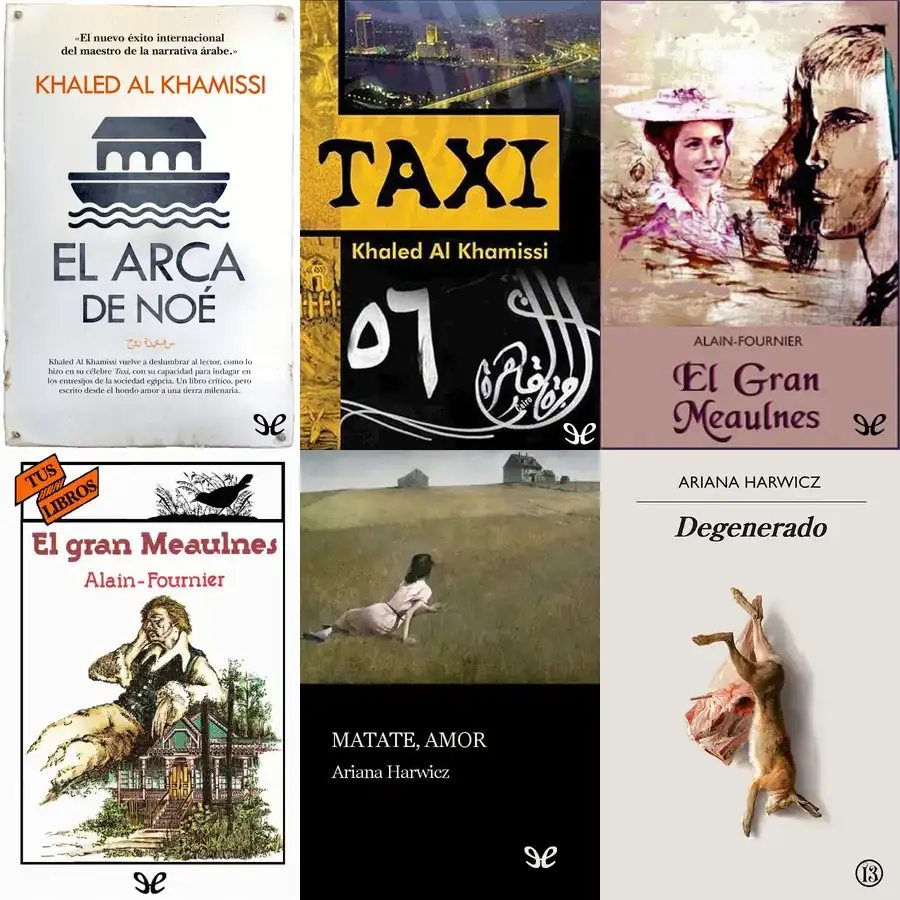 «El nuevo éxito internacional
del maestro de la narrativa árabe.»
KHALED AL KHAMISSI
EL ARCA
DE NOÉ
سفينة نوح
Khaled Al Khamissi vuelve a deslumbrar al lector, como lo
hizo en su célebre Taxi, con su capacidad para indagar en
los entresijos de la sociedad egipcia. Un libro crítico, pero
escrito desde el hondo amor a una tierra milenaria.
TAXI
Khaled Al Khamissi
٥٦
Cairo
ALAIN-FOURNIER
El Gran
Meaulnes
TUS
LIBROS
El gran Meaulnes
Alain-Fournier
MATATE, AMOR
Ariana Harwicz
ARIANA HARWICZ
Degenerado
13